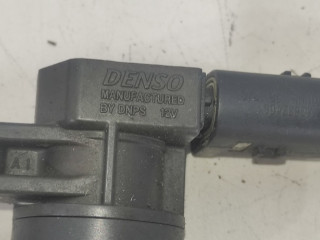 DENSO
MANUFACTURED
BY DNPS 12V
A1